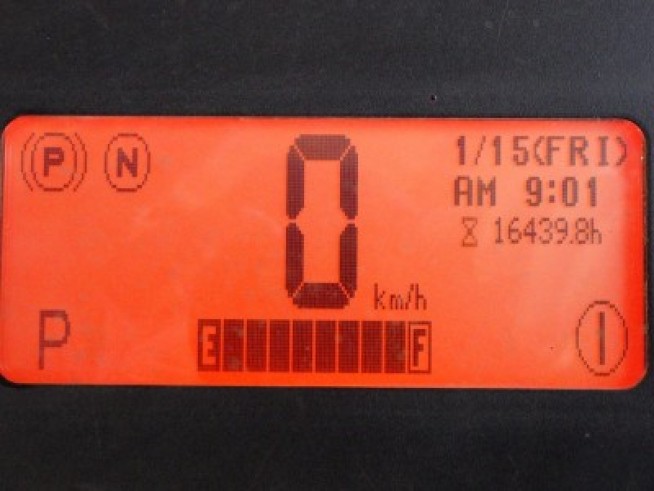 (P) N
0 km/h
1/15(FRI)
AM 9:01
16439.8h
P
E F
I